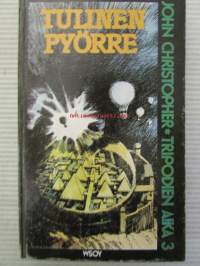 TULINEN
PYÖRRE
JOHN CHRISTOPHER • TRIPODIEN AIKA 3
WSOY